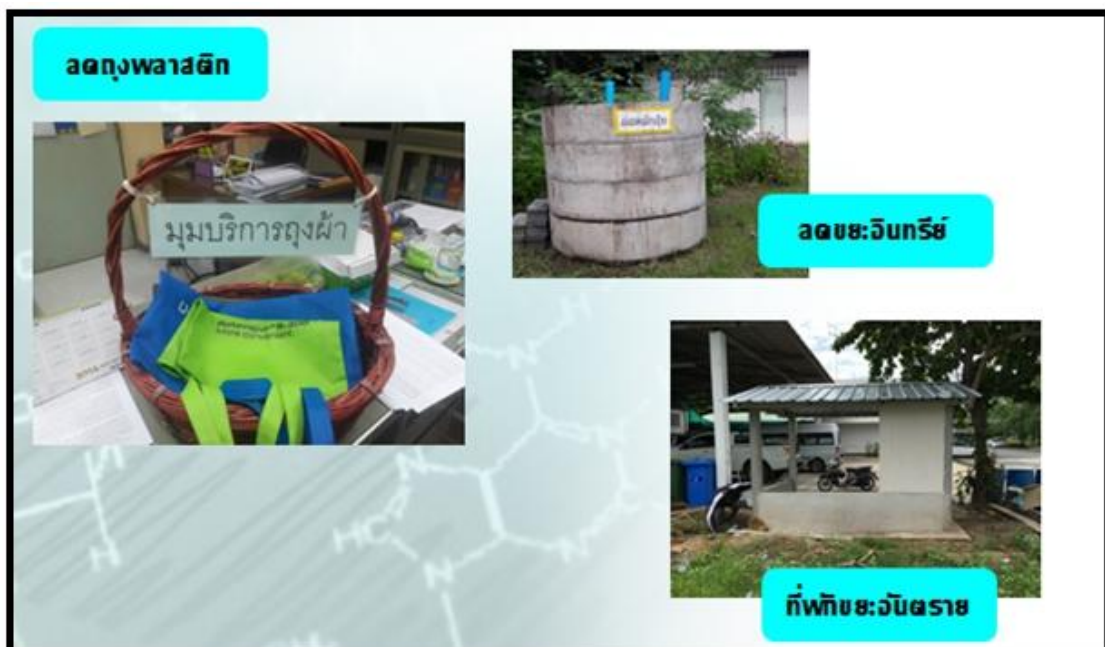 ลดถุงพลาสติก
มุมบริการถุงผ้า
ลดขยะอินทรีย์
ที่พักขยะอันตราย